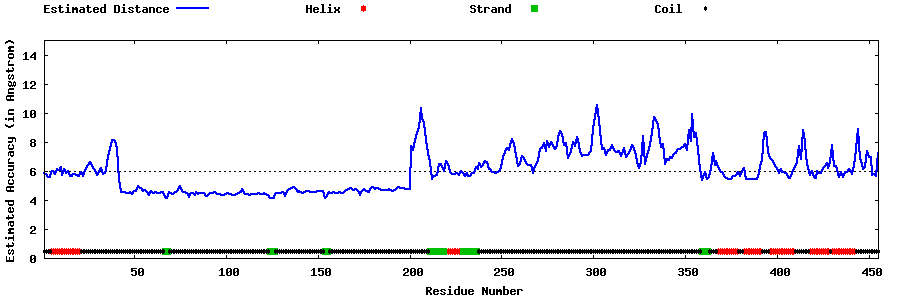 Estimated Distance Helix Strand Coil
Estimated Accuracy (in Angstrom)
14
12
10
8
6
4
2
0
50 100 150 200 250 300 350 400 450
Residue Number